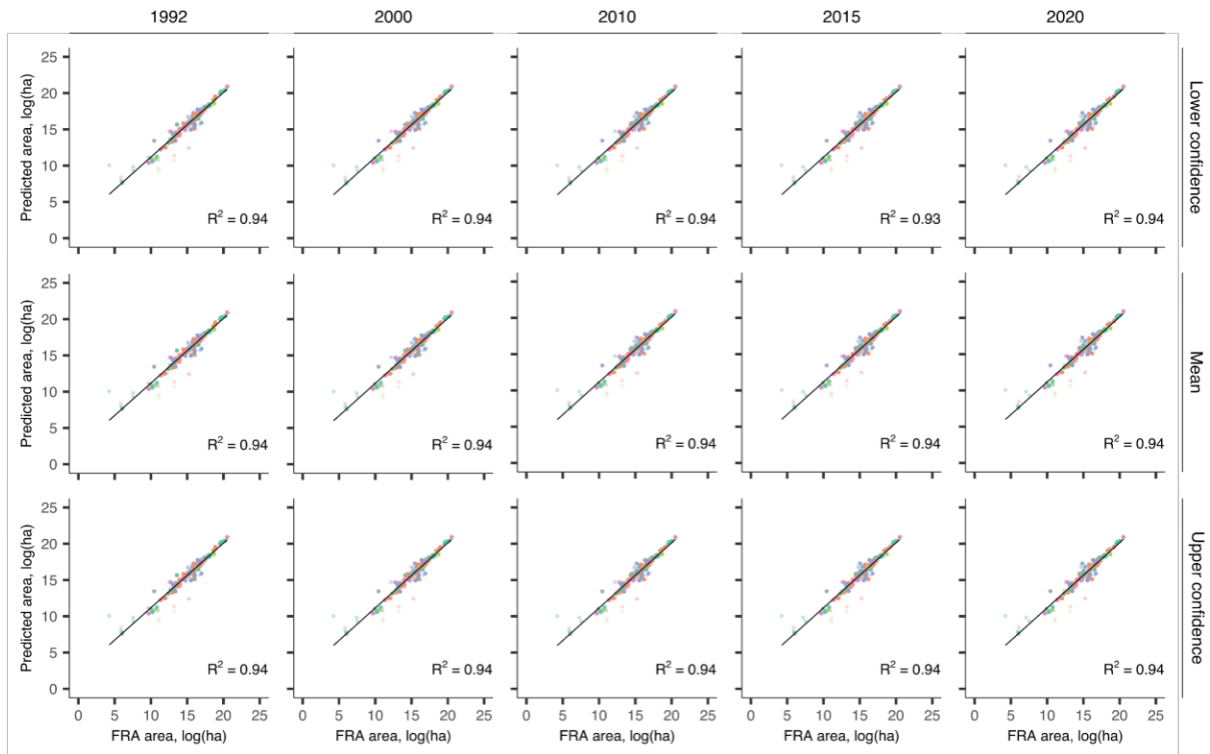 1992 2000 2010 2015 2020
25
20
15
10
5
0
Predicted area, log(ha)
R² = 0.94 R² = 0.94 R² = 0.94 R² = 0.93 R² = 0.94
Lower confidence
25
20
15
10
5
0
Predicted area, log(ha)
R² = 0.94 R² = 0.94 R² = 0.94 R² = 0.94 R² = 0.94
Mean
25
20
15
10
5
0
Predicted area, log(ha)
R² = 0.94 R² = 0.94 R² = 0.94 R² = 0.94 R² = 0.94
Upper confidence
0 5 10 15 20 25 0 5 10 15 20 25 0 5 10 15 20 25 0 5 10 15 20 25 0 5 10 15 20 25
FRA area, log(ha) FRA area, log(ha) FRA area, log(ha) FRA area, log(ha) FRA area, log(ha)